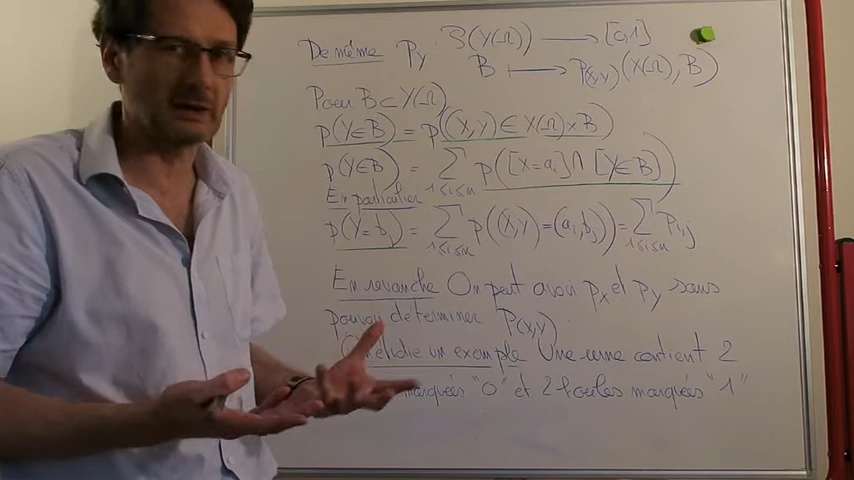 De même P_Y : P(Y(Ω)) ⟶ [0,1]
B ⟼ P_(X,Y)(X(Ω), B)
Pour B ⊂ Y(Ω)
p(Y∈B) = p((X,Y) ∈ Y(Ω)×B)
p(Y∈B) = Σ_{1≤i≤n} p([X=a_i] ∩ [Y∈B])
En particulier
p(Y=b_j) = Σ_{1≤i≤n} p((X,Y)=(a_i,b_j)) = Σ_{1≤i≤n} p_{i,j}
En revanche On peut avoir p_X et p_Y sans
pouvoir déterminer P_(X,Y)
étudie un exemple Une urne contient 2
marquées "0" et 2 boules marquées "1"